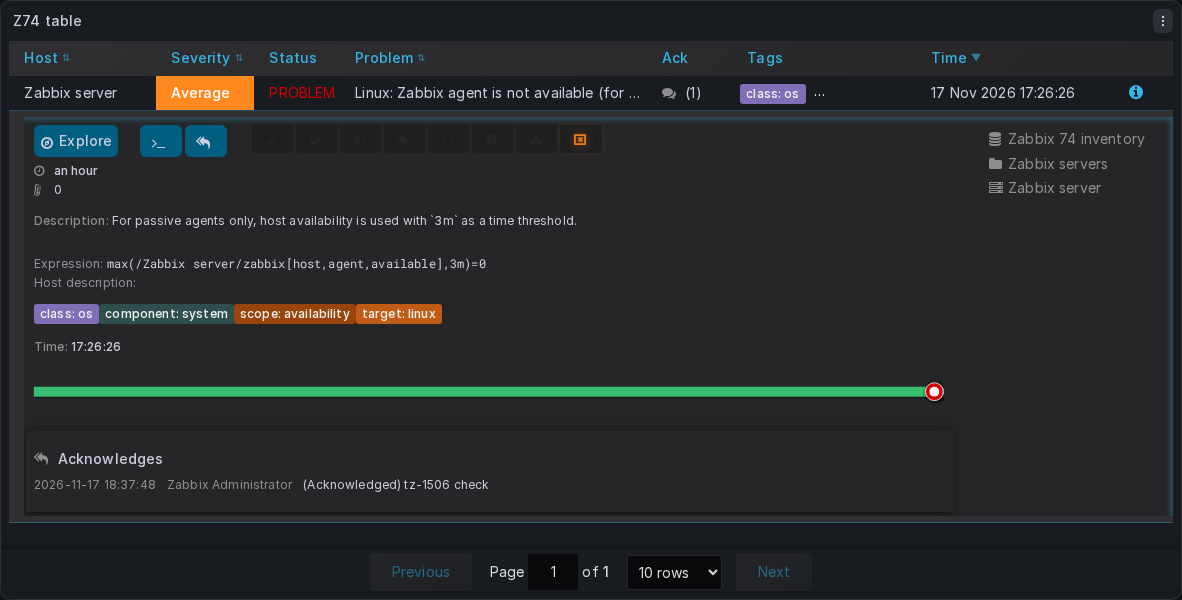 Z74 table
Host Severity Status Problem Ack Tags Time
Zabbix server Average PROBLEM Linux: Zabbix agent is not available (for ... (1) class: os ... 17 Nov 2026 17:26:26
Explore >_ Zabbix 74 inventory
an hour Zabbix servers
0 Zabbix server
Description: For passive agents only, host availability is used with `3m` as a time threshold.
Expression: max(/Zabbix server/zabbix[host,agent,available],3m)=0
Host description:
class: os component: system scope: availability target: linux
Time: 17:26:26
Acknowledges
2026-11-17 18:37:48 Zabbix Administrator (Acknowledged) tz-1506 check
Previous Page 1 of 1 10 rows Next